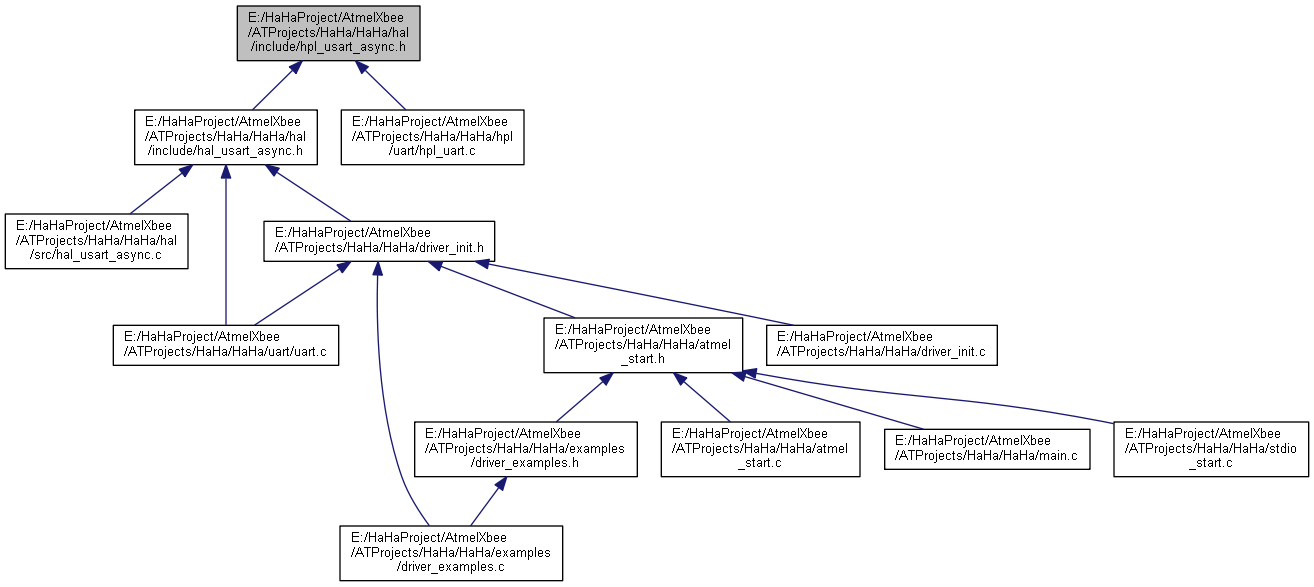 E:/HaHaProject/AtmelXbee
/ATProjects/HaHa/HaHa/hal
/include/hpl_usart_async.h
E:/HaHaProject/AtmelXbee
/ATProjects/HaHa/HaHa/hal
/include/hal_usart_async.h
E:/HaHaProject/AtmelXbee
/ATProjects/HaHa/HaHa/hpl
/uart/hpl_uart.c
E:/HaHaProject/AtmelXbee
/ATProjects/HaHa/HaHa/hal
/src/hal_usart_async.c
E:/HaHaProject/AtmelXbee
/ATProjects/HaHa/HaHa/driver_init.h
E:/HaHaProject/AtmelXbee
/ATProjects/HaHa/HaHa/uart/uart.c
E:/HaHaProject/AtmelXbee
/ATProjects/HaHa/HaHa/atmel
_start.h
E:/HaHaProject/AtmelXbee
/ATProjects/HaHa/HaHa/driver_init.c
E:/HaHaProject/AtmelXbee
/ATProjects/HaHa/HaHa/examples
/driver_examples.h
E:/HaHaProject/AtmelXbee
/ATProjects/HaHa/HaHa/atmel
_start.c
E:/HaHaProject/AtmelXbee
/ATProjects/HaHa/HaHa/main.c
E:/HaHaProject/AtmelXbee
/ATProjects/HaHa/HaHa/stdio
_start.c
E:/HaHaProject/AtmelXbee
/ATProjects/HaHa/HaHa/examples
/driver_examples.c